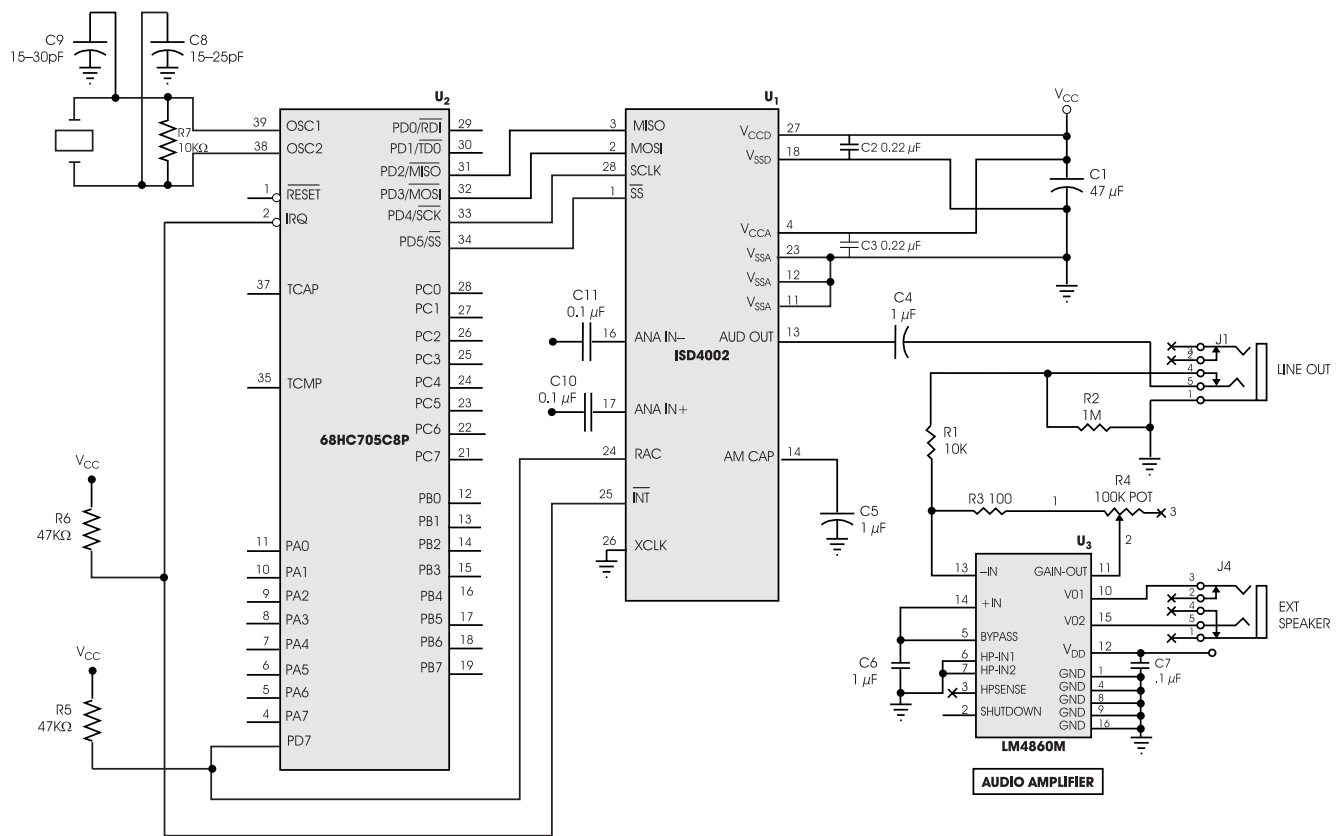 C9
15–30pF
C8
15–25pF
R7
10KΩ
U2
39 OSC1
38 OSC2
1 RESET
2 IRQ
37 TCAP
35 TCMP
68HC705C8P
11 PA0
10 PA1
9 PA2
8 PA3
7 PA4
6 PA5
5 PA6
4 PA7
PD7
PD0/RDI 29
PD1/TD0 30
PD2/MISO 31
PD3/MOSI 32
PD4/SCK 33
PD5/SS 34
PC0 28
PC1 27
PC2 26
PC3 25
PC4 24
PC5 23
PC6 22
PC7 21
PB0 12
PB1 13
PB2 14
PB3 15
PB4 16
PB5 17
PB6 18
PB7 19
VCC
R6
47KΩ
VCC
R5
47KΩ
U1
3 MISO
2 MOSI
28 SCLK
1 SS
C11
0.1 µF
16 ANA IN–
C10
0.1 µF
17 ANA IN+
24 RAC
25 INT
26 XCLK
ISD4002
VCCD 27
VSSD 18
VCCA 4
VSSA 23
VSSA 12
VSSA 11
AUD OUT 13
AM CAP 14
C2 0.22 µF
C3 0.22 µF
VCC
C1
47 µF
C4
1 µF
C5
1 µF
J1
2
4
5
1
LINE OUT
R2
1M
R1
10K
R3 100
1
R4
100K POT
3
2
U3
13 –IN
14 +IN
5 BYPASS
6 HP-IN1
7 HP-IN2
3 HPSENSE
2 SHUTDOWN
GAIN-OUT 11
V01 10
V02 15
VDD 12
GND 1
GND 4
GND 8
GND 9
GND 16
LM4860M
C6
1 µF
C7
.1 µF
J4
3
2
4
5
1
EXT
SPEAKER
AUDIO AMPLIFIER